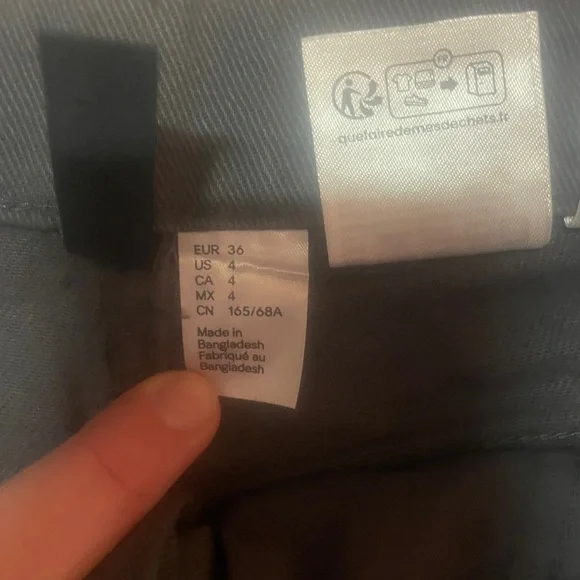 FR
quefairedemesdechets.fr
EUR 36
US 4
CA 4
MX 4
CN 165/68A
Made in
Bangladesh
Fabriqué au
Bangladesh